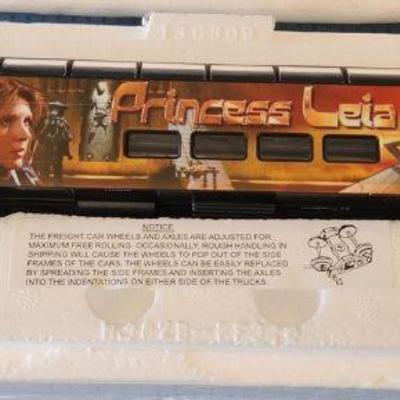 Princess Leia
NOTICE
THE FREIGHT CAR WHEELS AND AXLES ARE ADJUSTED FOR
MAXIMUM FREE ROLLING. OCCASIONALLY, ROUGH HANDLING IN
SHIPPING WILL CAUSE THE WHEELS TO POP OUT OF THE SIDE
FRAMES OF THE CARS. THE WHEELS CAN BE EASILY REPLACED
BY SPREADING THE SIDE FRAMES AND INSERTING THE AXLES
INTO THE INDENTATIONS ON EITHER SIDE OF THE TRUCKS.